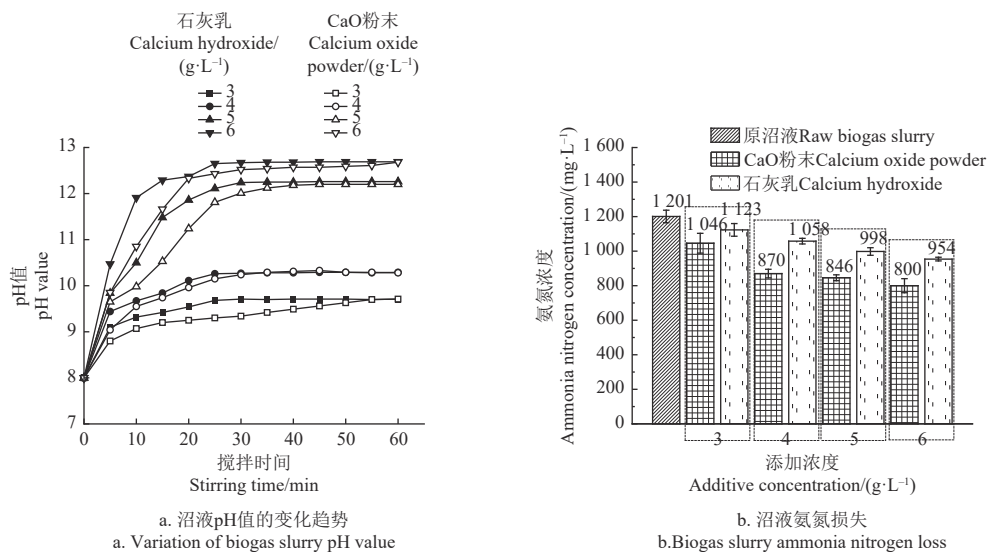 石灰乳
Calcium hydroxide/
(g·L⁻¹)
3
4
5
6
CaO粉末
Calcium oxide
powder/(g·L⁻¹)
3
4
5
6
13
12
11
10
9
8
7
pH值
pH value
0 10 20 30 40 50 60
搅拌时间
Stirring time/min
a. 沼液pH值的变化趋势
a. Variation of biogas slurry pH value
原沼液Raw biogas slurry
CaO粉末Calcium oxide powder
石灰乳Calcium hydroxide
1 600
1 400
1 200
1 000
800
600
400
200
0
氨氮浓度
Ammonia nitrogen concentration/(mg·L⁻¹)
1 201
1 046
1 123
870
1 058
846
998
800
954
3 4 5 6
添加浓度
Additive concentration/(g·L⁻¹)
b. 沼液氨氮损失
b.Biogas slurry ammonia nitrogen loss